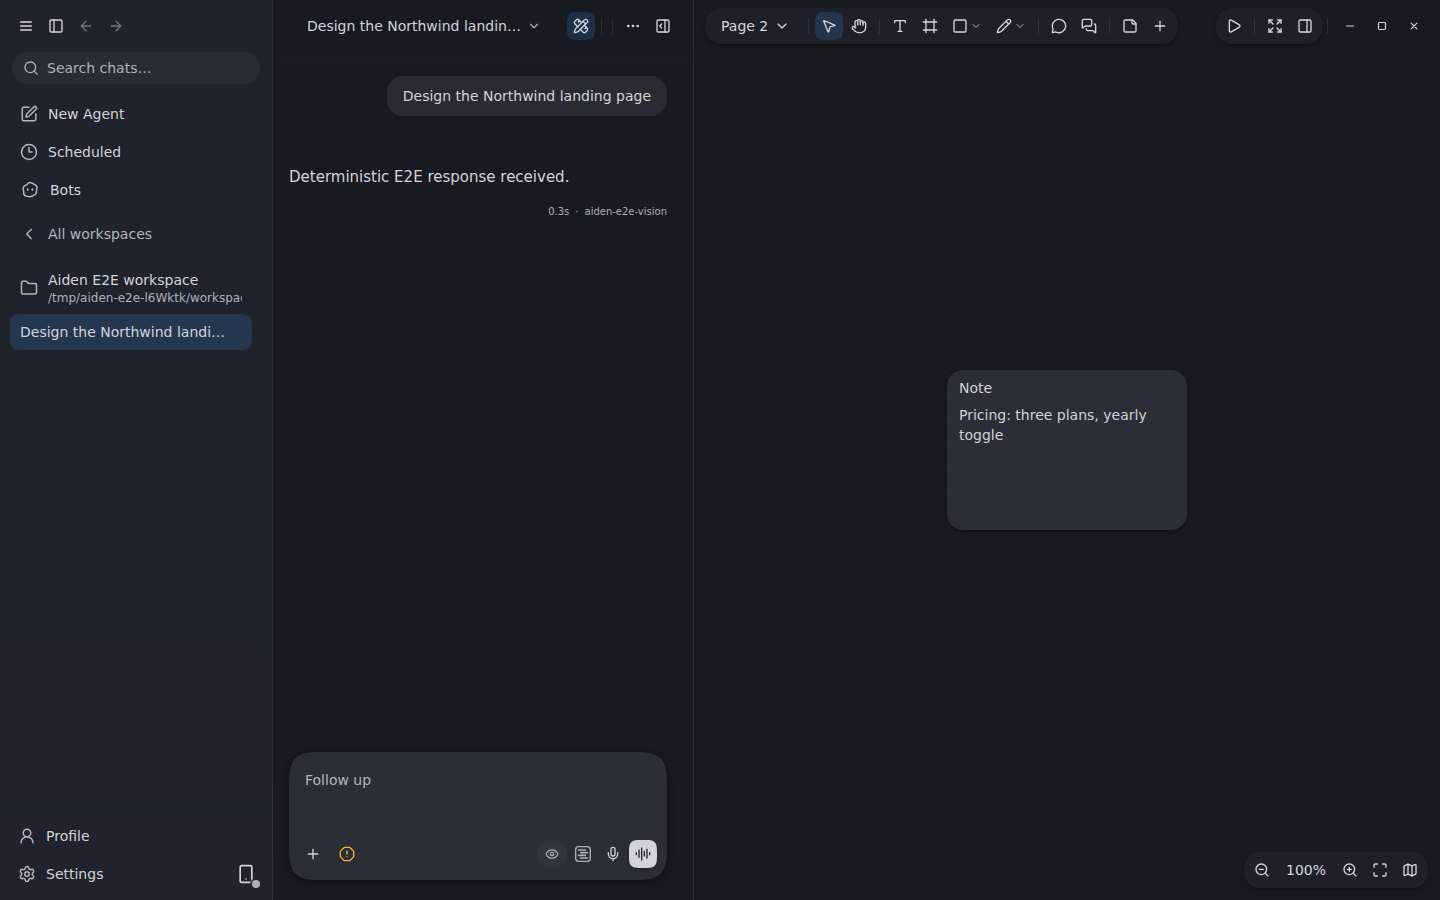 Design the Northwind landin...
Page 2
Search chats...
New Agent
Scheduled
Bots
All workspaces
Aiden E2E workspace
/tmp/aiden-e2e-l6Wktk/workspac
Design the Northwind landi...
Profile
Settings
Design the Northwind landing page
Deterministic E2E response received.
0.3s · aiden-e2e-vision
Follow up
Note
Pricing: three plans, yearly
toggle
100%